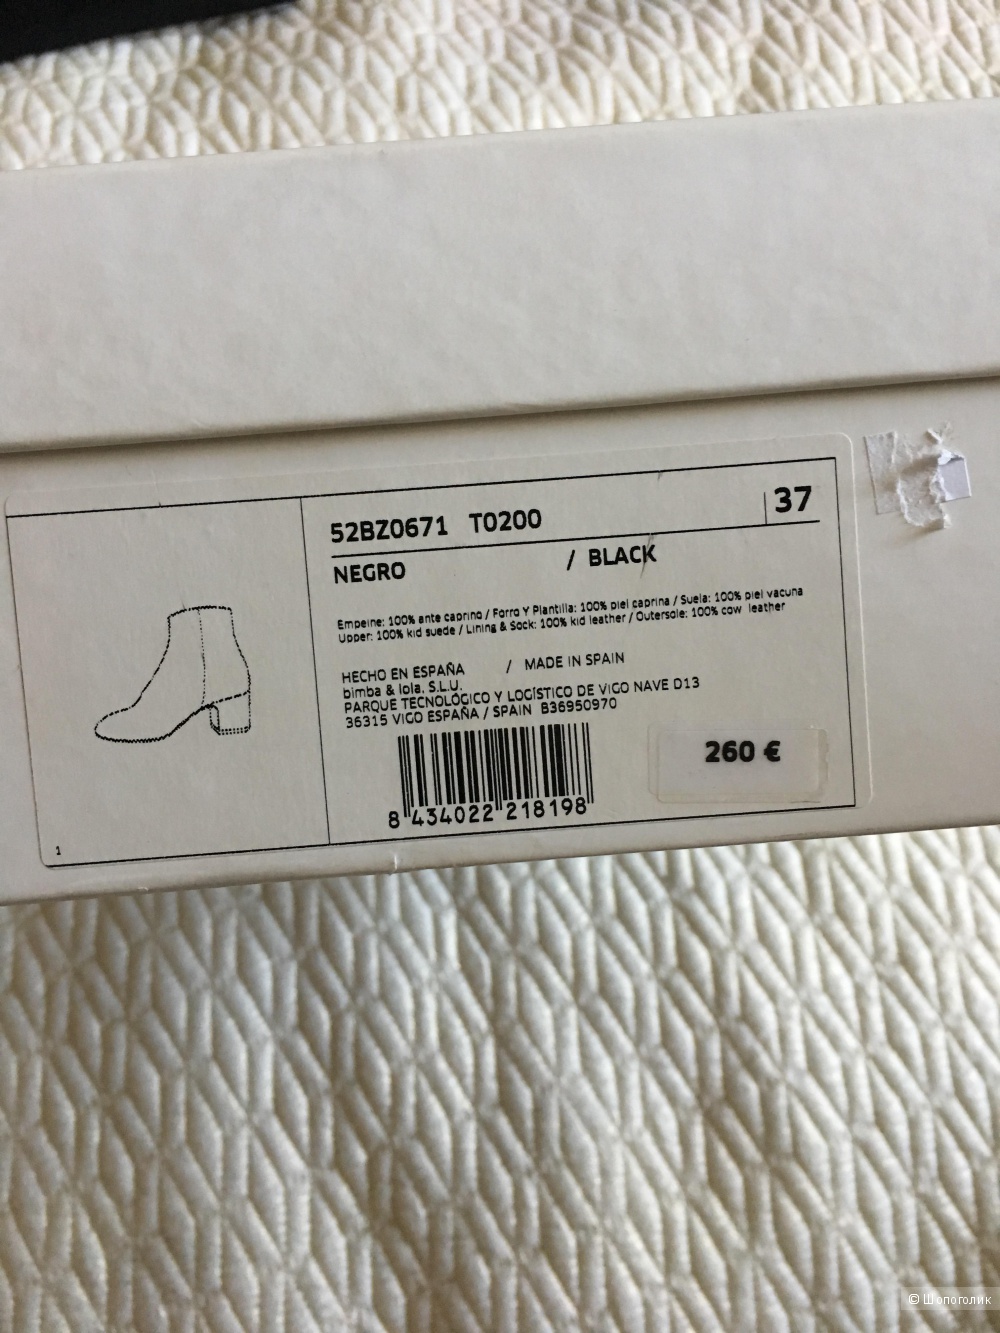 52BZ0671 T0200 37
NEGRO / BLACK
Empeine: 100% ante caprino / Forro Y Plantilla: 100% piel caprina / Suela: 100% piel vacuna
Upper: 100% kid suede / Lining & Sock: 100% kid leather / Outersole: 100% cow leather
HECHO EN ESPAÑA / MADE IN SPAIN
bimba & lola, S.L.U.
PARQUE TECNOLÓGICO Y LOGÍSTICO DE VIGO NAVE D13
36315 VIGO ESPAÑA / SPAIN B36950970
260 €
8 434022 218198
1
© Шопоголик